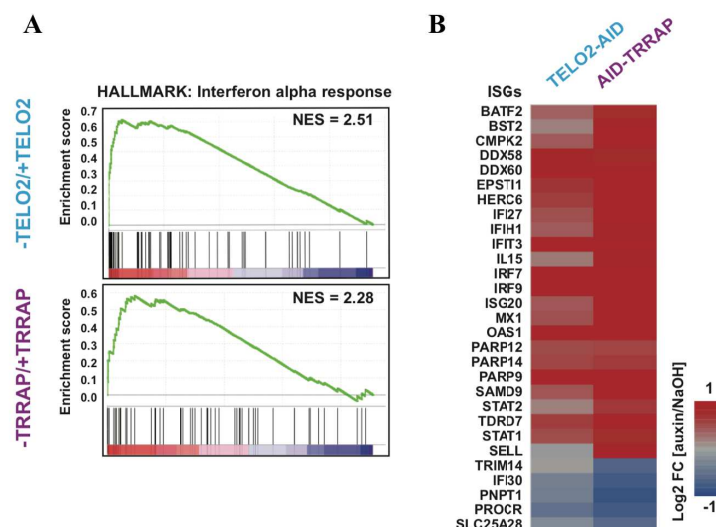 A
HALLMARK: Interferon alpha response
-TELO2/+TELO2
Enrichment score
0.7
0.6
0.5
0.4
0.3
0.2
0.1
0.0
NES = 2.51
-TRRAP/+TRRAP
Enrichment score
0.6
0.5
0.4
0.3
0.2
0.1
0.0
NES = 2.28
B
TELO2-AID
AID-TRRAP
ISGs
BATF2
BST2
CMPK2
DDX58
DDX60
EPSTI1
HERC6
IFI27
IFIH1
IFIT3
IL15
IRF7
IRF9
ISG20
MX1
OAS1
PARP12
PARP14
PARP9
SAMD9
STAT2
TDRD7
STAT1
SELL
TRIM14
IFI30
PNPT1
PROCR
SLC25A28
Log2 FC [auxin/NaOH]
1
-1